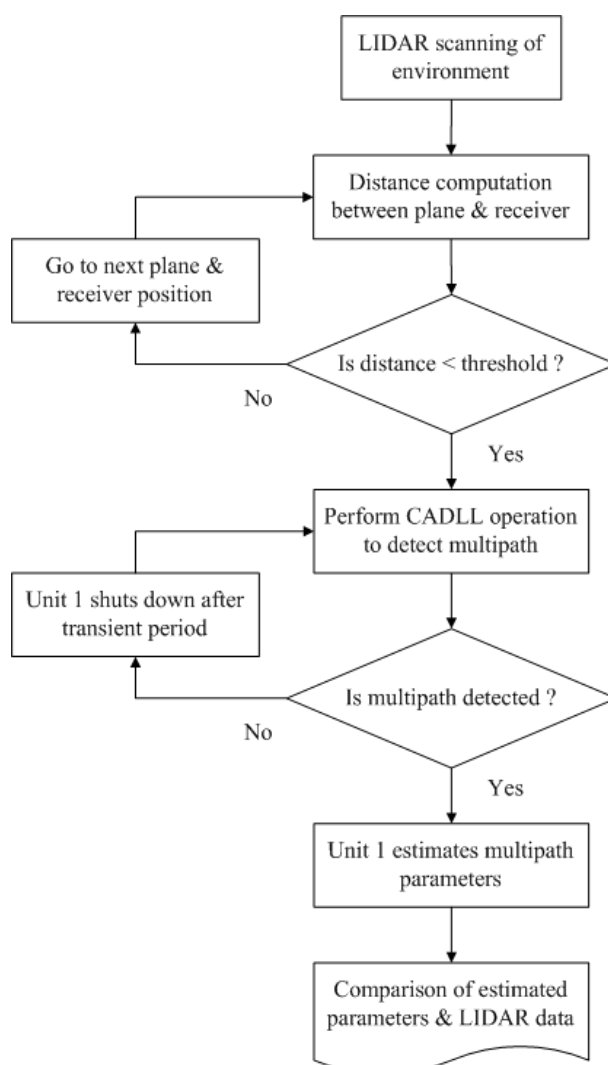 LIDAR scanning of
environment
Distance computation
between plane & receiver
Go to next plane &
receiver position
Is distance < threshold ?
No
Yes
Perform CADLL operation
to detect multipath
Unit 1 shuts down after
transient period
Is multipath detected ?
No
Yes
Unit 1 estimates multipath
parameters
Comparison of estimated
parameters & LIDAR data